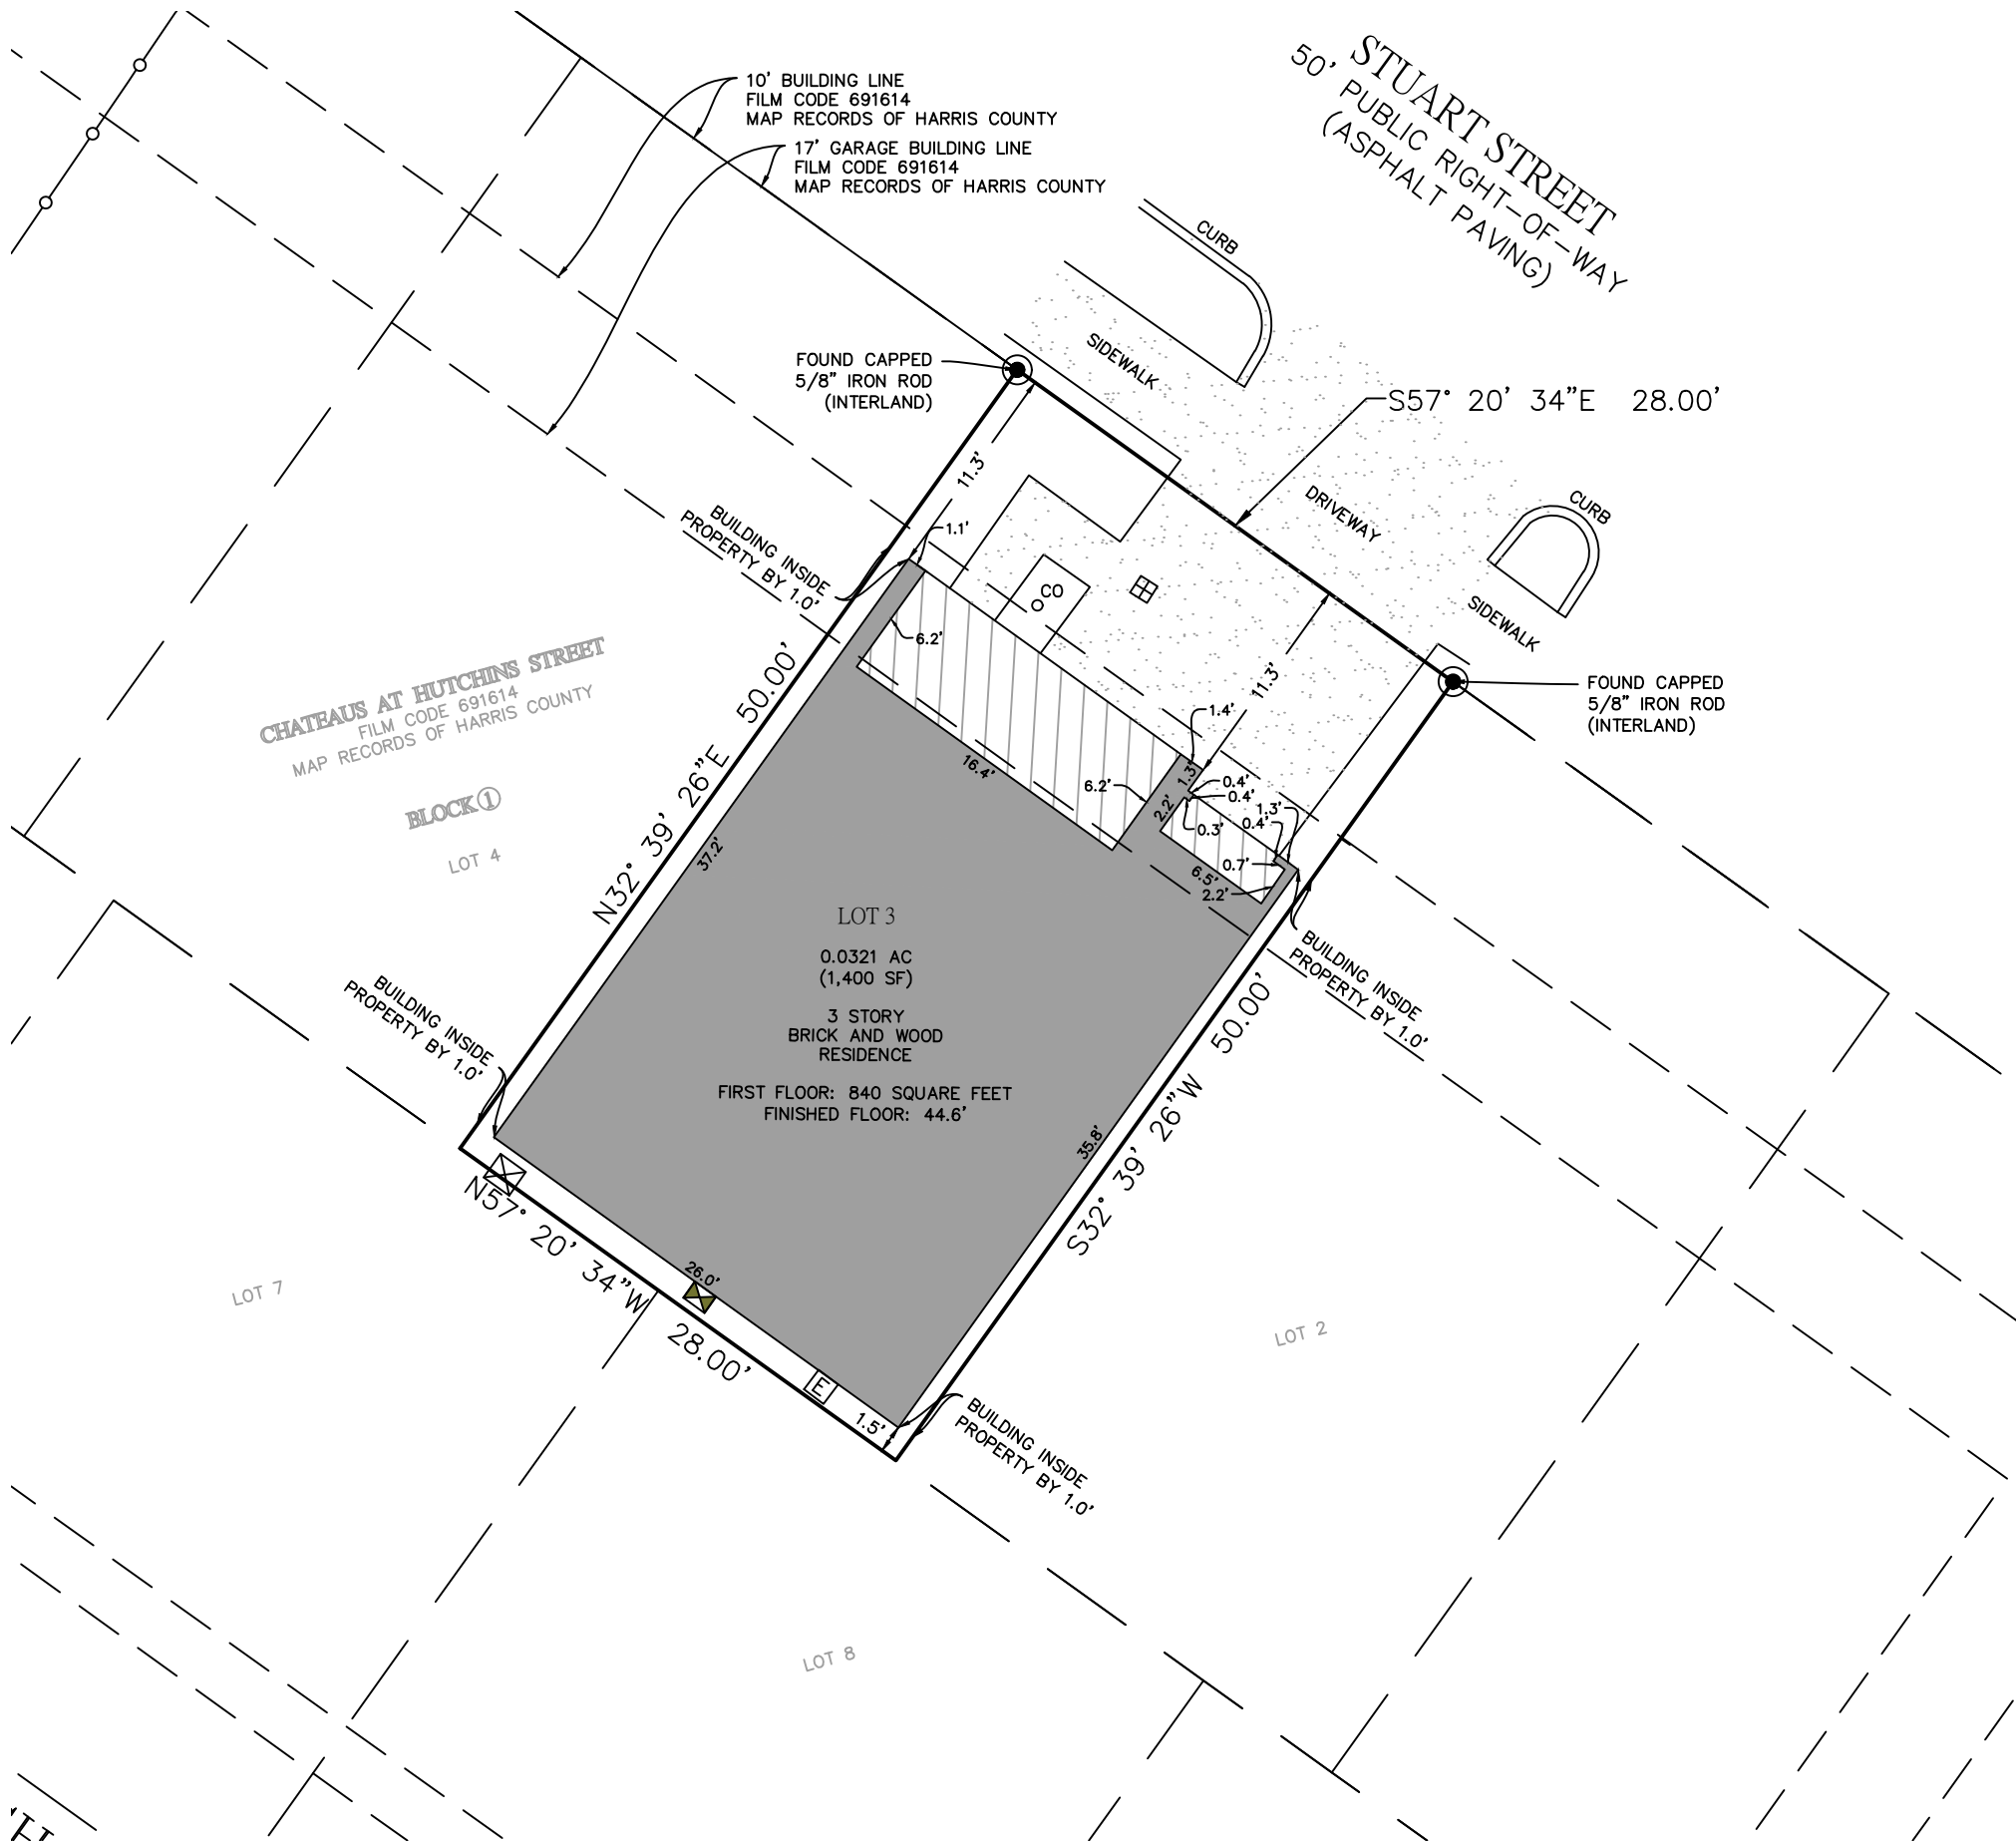 STUART STREET
50' PUBLIC RIGHT-OF-WAY
(ASPHALT PAVING)
10' BUILDING LINE
FILM CODE 691614
MAP RECORDS OF HARRIS COUNTY
17' GARAGE BUILDING LINE
FILM CODE 691614
MAP RECORDS OF HARRIS COUNTY
CURB
SIDEWALK
FOUND CAPPED
5/8" IRON ROD
(INTERLAND)
S57° 20' 34"E 28.00'
11.3'
DRIVEWAY
CURB
SIDEWALK
BUILDING INSIDE
PROPERTY BY 1.0'
1.1'
CO
6.2'
11.3'
FOUND CAPPED
5/8" IRON ROD
(INTERLAND)
CHATEAUS AT HUTCHINS STREET
FILM CODE 691614
MAP RECORDS OF HARRIS COUNTY
BLOCK 1
LOT 4
N32° 39' 26"E 50.00'
16.4'
6.2'
1.4'
1.3'
0.4'
0.4'
2.2'
0.3'
1.3'
0.4'
0.7'
6.5'
2.2'
37.2'
LOT 3
0.0321 AC
(1,400 SF)
3 STORY
BRICK AND WOOD
RESIDENCE
FIRST FLOOR: 840 SQUARE FEET
FINISHED FLOOR: 44.6'
BUILDING INSIDE
PROPERTY BY 1.0'
BUILDING INSIDE
PROPERTY BY 1.0'
S32° 39' 26"W 50.00'
35.8'
N57° 20' 34"W 28.00'
26.0'
E
1.5'
BUILDING INSIDE
PROPERTY BY 1.0'
LOT 7
LOT 2
LOT 8